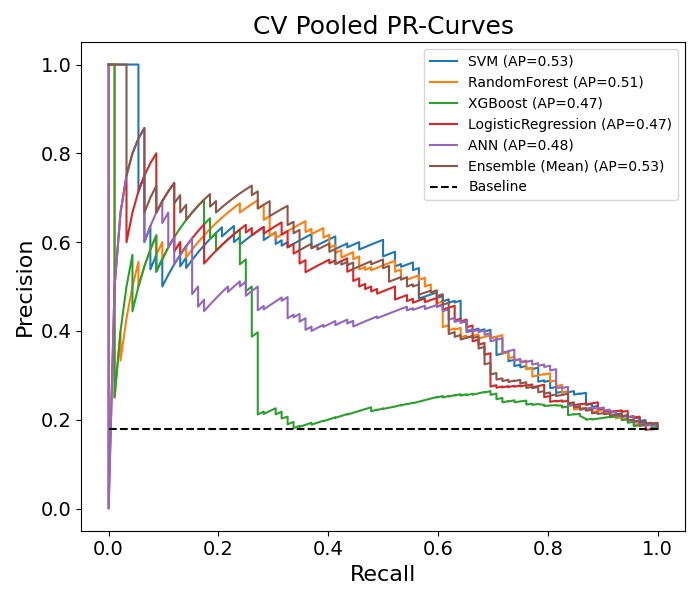 CV Pooled PR-Curves
SVM (AP=0.53)
RandomForest (AP=0.51)
XGBoost (AP=0.47)
LogisticRegression (AP=0.47)
ANN (AP=0.48)
Ensemble (Mean) (AP=0.53)
Baseline
Precision
1.0
0.8
0.6
0.4
0.2
0.0
0.0 0.2 0.4 0.6 0.8 1.0
Recall